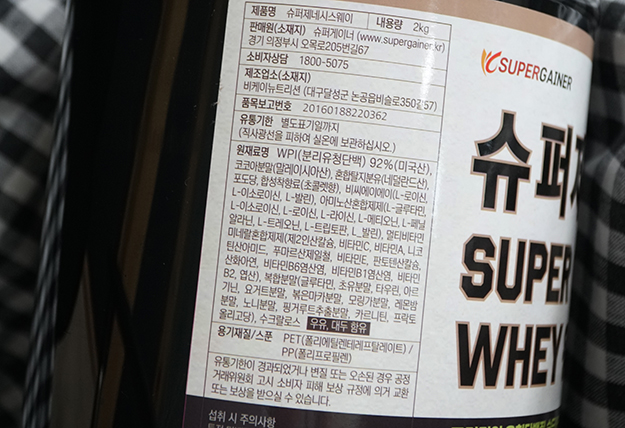 제품명 슈퍼제네시스웨이 내용량 2kg
판매원(소재지) 슈퍼게이너 (www.supergainer.kr)
경기 의정부시 오목로205번길67
소비자상담 1800-5075
제조업소(소재지)
비케이뉴트리션 (대구달성군 논공읍비슬로350길57)
품목보고번호 20160188220362
유통기한 별도표기일까지
(직사광선을 피하여 실온에 보관하십시오.)
원재료명 WPI(분리유청단백) 92%(미국산),
코코아분말(말레이시아산), 혼합탈지분유(네덜란드산),
포도당, 합성착향료(초콜렛향), 비씨에이에이(L-로이신,
L-이소로이신, L-발린), 아미노산혼합제제(L-글루타민,
L-이소로이신, L-로이신, L-라이신, L-메티오닌, L-페닐
알라닌, L-트레오닌, L-트립토판, L_발린), 멀티비타민
미네랄혼합제제(제2인산칼슘, 비타민C, 비타민A, 니코
틴산아미드, 푸마르산제일철, 비타민E, 판토텐산칼슘,
산화아연, 비타민B6염산염, 비타민B1염산염, 비타민
B2, 엽산), 복합분말(글루타민, 초유분말, 타우린, 아르
기닌, 요거트분말, 볶은마카분말, 모링가분말, 레몬밤
분말, 노니분말, 핑거루트추출분말, 카르니틴, 프락토
올리고당), 수크랄로스 우유, 대두 함유
용기재질/스푼 PET(폴리에틸렌테레프탈레이트) /
PP(폴리프로필렌)
유통기한이 경과되었거나 변질 또는 오손된 경우 공정
거래위원회 고시 소비자 피해 보상 규정에 의거 교환
또는 보상을 받으실 수 있습니다.
섭취 시 주의사항
SUPERGAINER
슈퍼
SUPER
WHEY